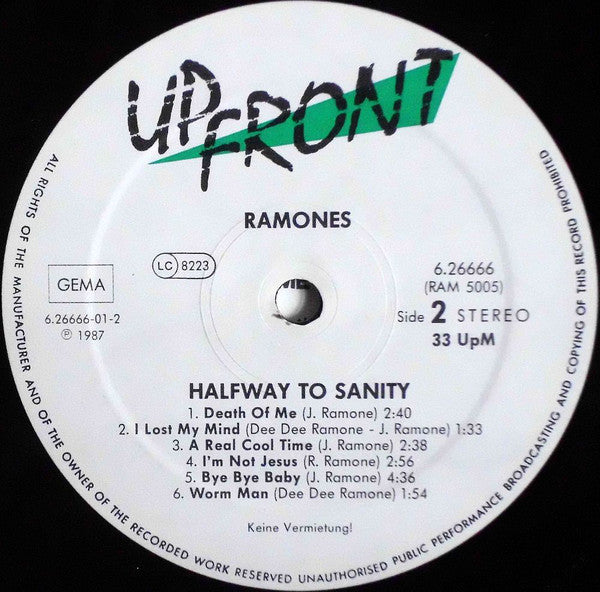 UPFRONT
RAMONES
LC 8223
GEMA
6.26666-01-2
℗ 1987
6.26666
(RAM 5005)
Side 2 STEREO
33 UpM
HALFWAY TO SANITY
1. Death Of Me (J. Ramone) 2:40
2. I Lost My Mind (Dee Dee Ramone - J. Ramone) 1:33
3. A Real Cool Time (J. Ramone) 2:38
4. I'm Not Jesus (R. Ramone) 2:56
5. Bye Bye Baby (J. Ramone) 4:36
6. Worm Man (Dee Dee Ramone) 1:54
Keine Vermietung!
ALL RIGHTS OF THE MANUFACTURER AND OF THE OWNER OF THE RECORDED WORK RESERVED UNAUTHORISED PUBLIC PERFORMANCE BROADCASTING AND COPYING OF THIS RECORD PROHIBITED